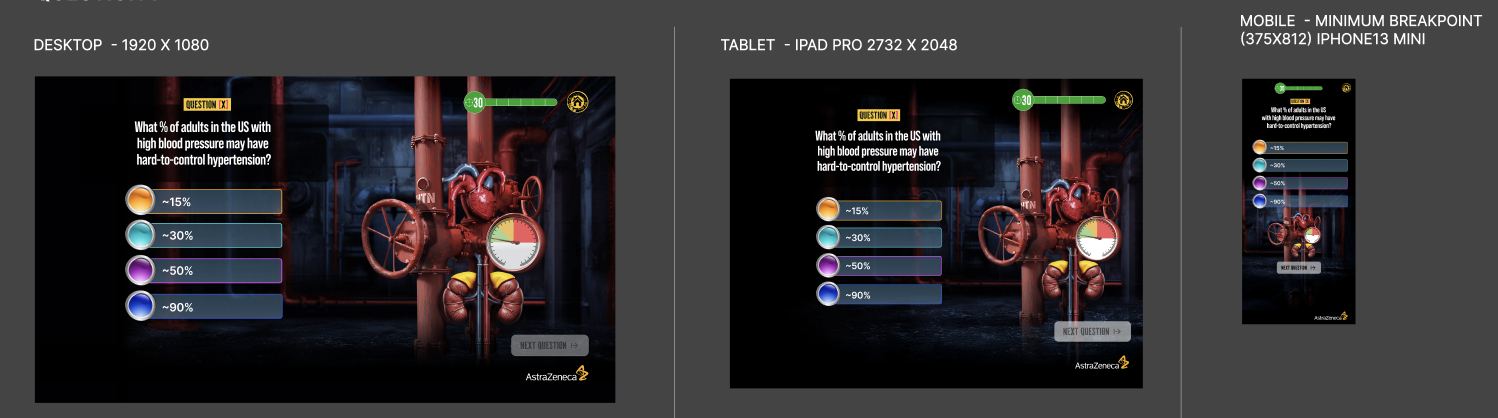 DESKTOP - 1920 X 1080
QUESTION [X]
30
What % of adults in the US with
high blood pressure may have
hard-to-control hypertension?
~15%
~30%
~50%
~90%
NEXT QUESTION
AstraZeneca
TABLET - IPAD PRO 2732 X 2048
30
QUESTION [X]
What % of adults in the US with
high blood pressure may have
hard-to-control hypertension?
~15%
~30%
~50%
~90%
NEXT QUESTION
AstraZeneca
MOBILE - MINIMUM BREAKPOINT
(375X812) IPHONE13 MINI
30
QUESTION [X]
What % of adults in the US with
high blood pressure may have
hard-to-control hypertension?
~15%
~30%
~50%
~90%
NEXT QUESTION
AstraZeneca